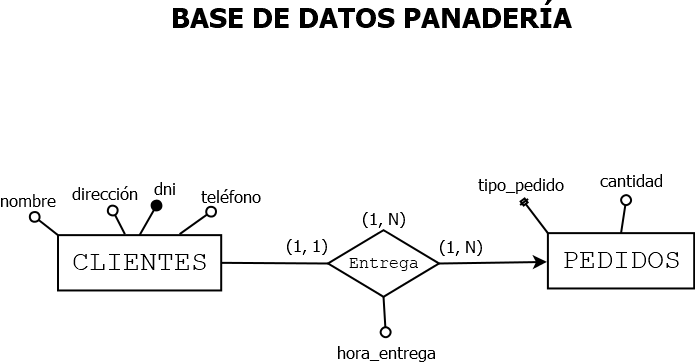 BASE DE DATOS PANADERÍA
nombre
dirección
dni
teléfono
tipo_pedido
cantidad
(1, N)
(1, 1)
(1, N)
CLIENTES
Entrega
PEDIDOS
hora_entrega